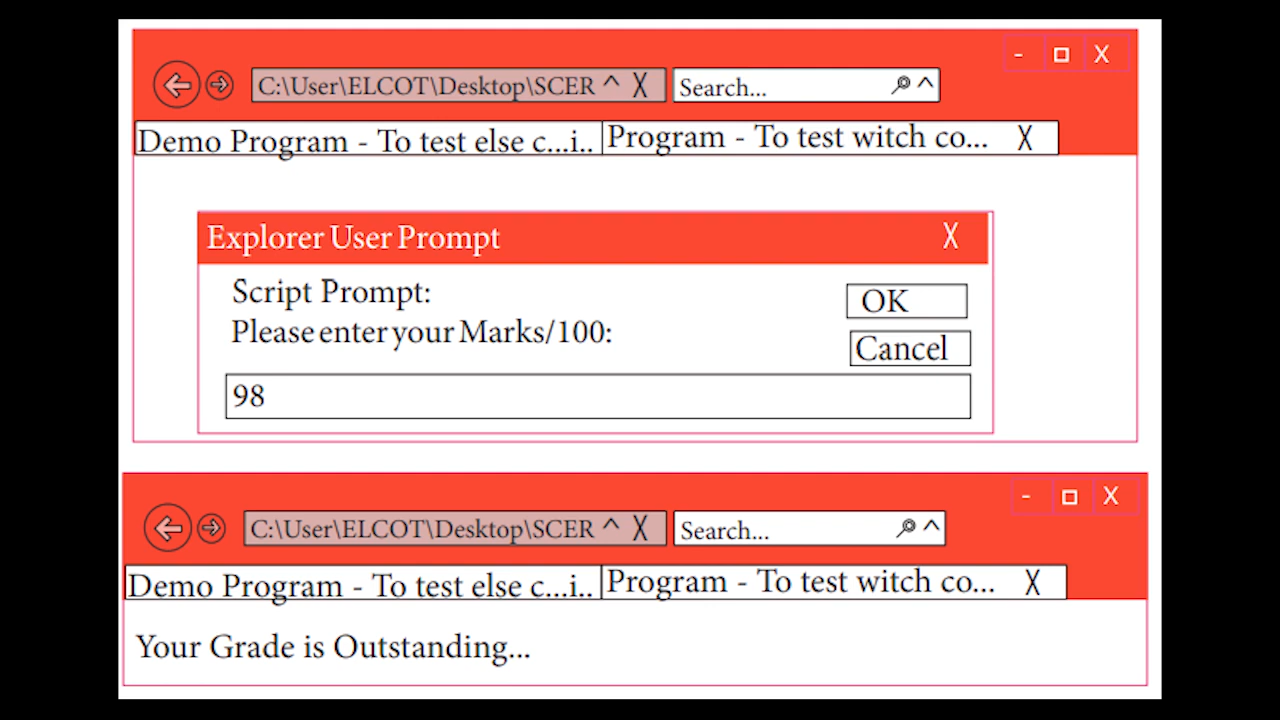 - □ X
C:\User\ELCOT\Desktop\SCER ^ X Search... ^
Demo Program - To test else c...i.. Program - To test witch co... X
Explorer User Prompt X
Script Prompt:
OK
Please enter your Marks/100:
Cancel
98
- □ X
C:\User\ELCOT\Desktop\SCER ^ X Search... ^
Demo Program - To test else c...i.. Program - To test witch co... X
Your Grade is Outstanding...